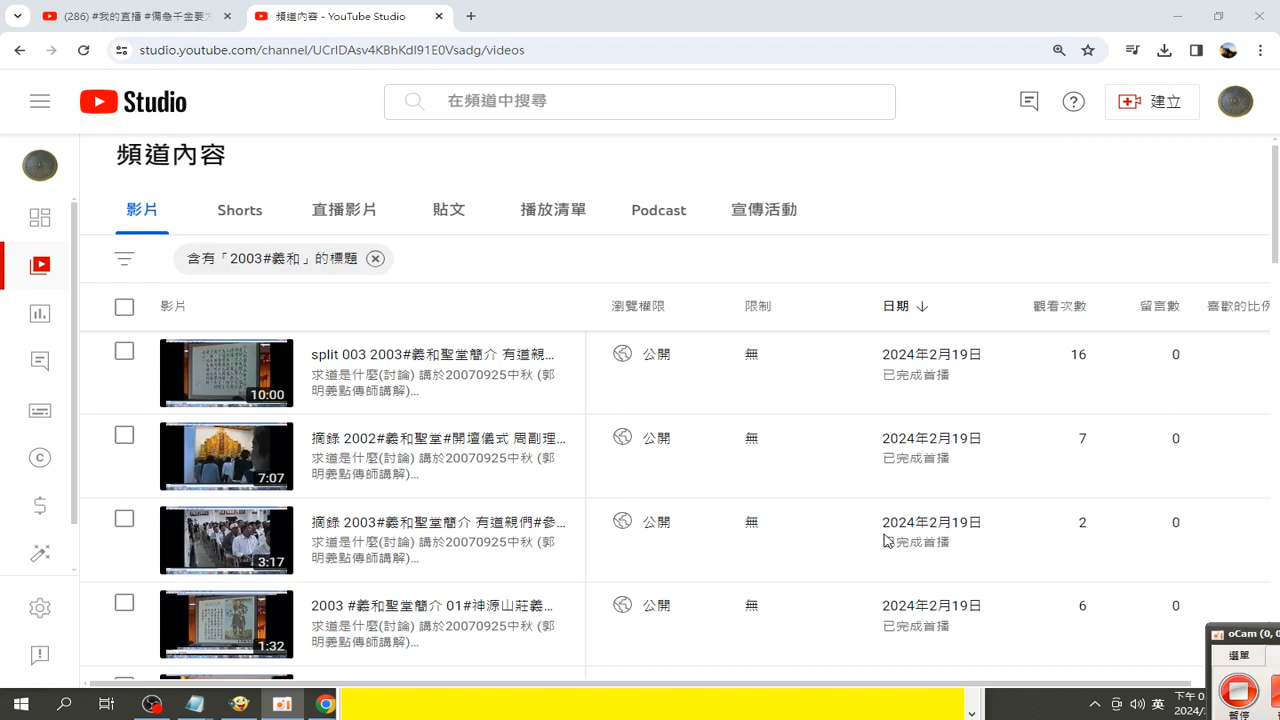 (286) #我的直播 #備急千金要方
頻道內容 - YouTube Studio
studio.youtube.com/channel/UCrIDAsv4KBhKdI91E0Vsadg/videos
Studio
在頻道中搜尋
建立
頻道內容
影片
Shorts
直播影片
貼文
播放清單
Podcast
宣傳活動
含有「2003#義和」的標題
影片
瀏覽權限
限制
日期
觀看次數
留言數
喜歡的比例
split 003 2003#義和聖堂簡介 有道親...
求道是什麼(討論) 講於20070925中秋 (郭
明義點傳師講解)...
10:00
公開
無
2024年2月19日
已完成首播
16
0
摘錄 2002#義和聖堂#開壇儀式 周副理...
求道是什麼(討論) 講於20070925中秋 (郭
明義點傳師講解)...
7:07
公開
無
2024年2月19日
已完成首播
7
0
摘錄 2003#義和聖堂簡介 有道親們#參...
求道是什麼(討論) 講於20070925中秋 (郭
明義點傳師講解)...
3:17
公開
無
2024年2月19日
已完成首播
2
0
2003 #義和聖堂簡介 01#神源山莊義...
求道是什麼(討論) 講於20070925中秋 (郭
明義點傳師講解)...
1:32
公開
無
2024年2月19日
已完成首播
6
0
oCam (0, 0
選單
暫停
英
下午 0
2024/